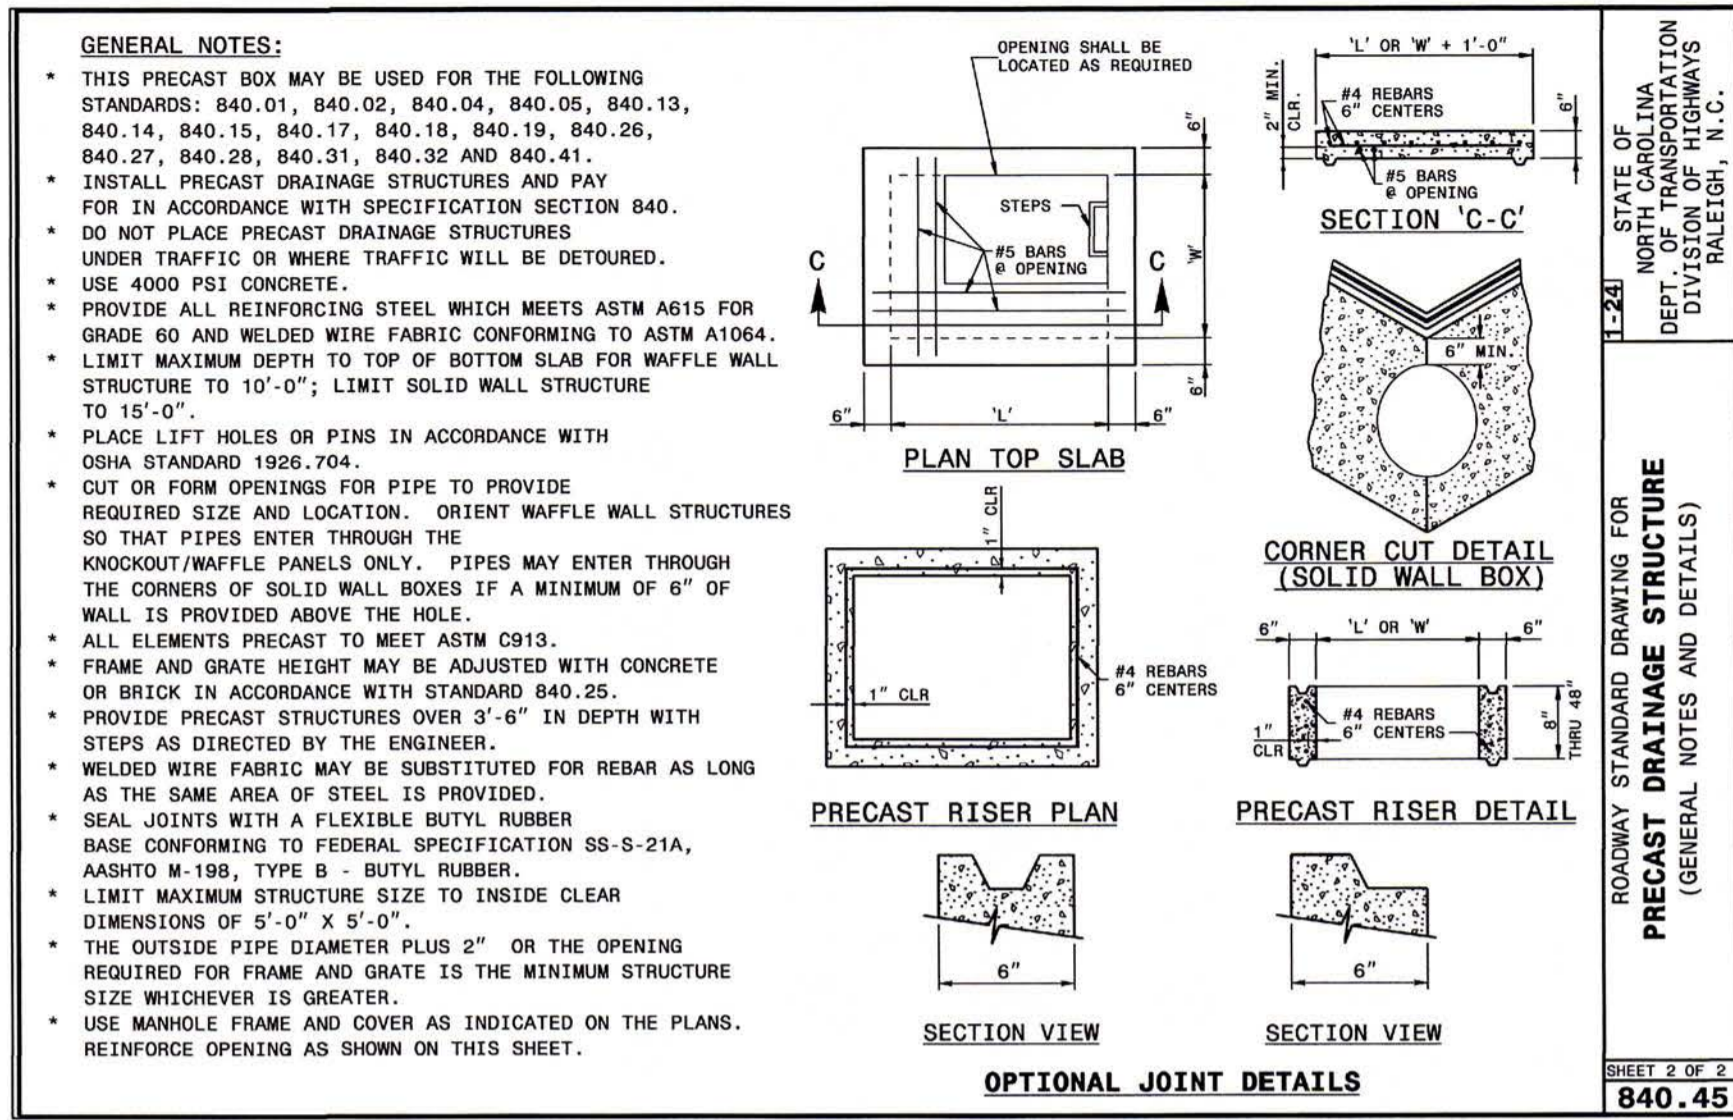 GENERAL NOTES:
* THIS PRECAST BOX MAY BE USED FOR THE FOLLOWING
STANDARDS: 840.01, 840.02, 840.04, 840.05, 840.13,
840.14, 840.15, 840.17, 840.18, 840.19, 840.26,
840.27, 840.28, 840.31, 840.32 AND 840.41.
* INSTALL PRECAST DRAINAGE STRUCTURES AND PAY
FOR IN ACCORDANCE WITH SPECIFICATION SECTION 840.
* DO NOT PLACE PRECAST DRAINAGE STRUCTURES
UNDER TRAFFIC OR WHERE TRAFFIC WILL BE DETOURED.
* USE 4000 PSI CONCRETE.
* PROVIDE ALL REINFORCING STEEL WHICH MEETS ASTM A615 FOR
GRADE 60 AND WELDED WIRE FABRIC CONFORMING TO ASTM A1064.
* LIMIT MAXIMUM DEPTH TO TOP OF BOTTOM SLAB FOR WAFFLE WALL
STRUCTURE TO 10'-0"; LIMIT SOLID WALL STRUCTURE
TO 15'-0".
* PLACE LIFT HOLES OR PINS IN ACCORDANCE WITH
OSHA STANDARD 1926.704.
* CUT OR FORM OPENINGS FOR PIPE TO PROVIDE
REQUIRED SIZE AND LOCATION. ORIENT WAFFLE WALL STRUCTURES
SO THAT PIPES ENTER THROUGH THE
KNOCKOUT/WAFFLE PANELS ONLY. PIPES MAY ENTER THROUGH
THE CORNERS OF SOLID WALL BOXES IF A MINIMUM OF 6" OF
WALL IS PROVIDED ABOVE THE HOLE.
* ALL ELEMENTS PRECAST TO MEET ASTM C913.
* FRAME AND GRATE HEIGHT MAY BE ADJUSTED WITH CONCRETE
OR BRICK IN ACCORDANCE WITH STANDARD 840.25.
* PROVIDE PRECAST STRUCTURES OVER 3'-6" IN DEPTH WITH
STEPS AS DIRECTED BY THE ENGINEER.
* WELDED WIRE FABRIC MAY BE SUBSTITUTED FOR REBAR AS LONG
AS THE SAME AREA OF STEEL IS PROVIDED.
* SEAL JOINTS WITH A FLEXIBLE BUTYL RUBBER
BASE CONFORMING TO FEDERAL SPECIFICATION SS-S-21A,
AASHTO M-198, TYPE B - BUTYL RUBBER.
* LIMIT MAXIMUM STRUCTURE SIZE TO INSIDE CLEAR
DIMENSIONS OF 5'-0" X 5'-0".
* THE OUTSIDE PIPE DIAMETER PLUS 2" OR THE OPENING
REQUIRED FOR FRAME AND GRATE IS THE MINIMUM STRUCTURE
SIZE WHICHEVER IS GREATER.
* USE MANHOLE FRAME AND COVER AS INDICATED ON THE PLANS.
REINFORCE OPENING AS SHOWN ON THIS SHEET.
OPENING SHALL BE
LOCATED AS REQUIRED
6"
STEPS
#5 BARS
@ OPENING
C
C
'W'
6"
6"
'L'
6"
PLAN TOP SLAB
'L' OR 'W' + 1'-0"
2" MIN.
CLR.
#4 REBARS
6" CENTERS
6"
#5 BARS
@ OPENING
SECTION 'C-C'
6" MIN.
CORNER CUT DETAIL
(SOLID WALL BOX)
1" CLR
1" CLR
#4 REBARS
6" CENTERS
PRECAST RISER PLAN
6"
'L' OR 'W'
6"
#4 REBARS
6" CENTERS
1"
CLR
8"
THRU 48"
PRECAST RISER DETAIL
6"
SECTION VIEW
6"
SECTION VIEW
OPTIONAL JOINT DETAILS
STATE OF
NORTH CAROLINA
DEPT. OF TRANSPORTATION
DIVISION OF HIGHWAYS
RALEIGH, N.C.
1-24
ROADWAY STANDARD DRAWING FOR
PRECAST DRAINAGE STRUCTURE
(GENERAL NOTES AND DETAILS)
SHEET 2 OF 2
840.45